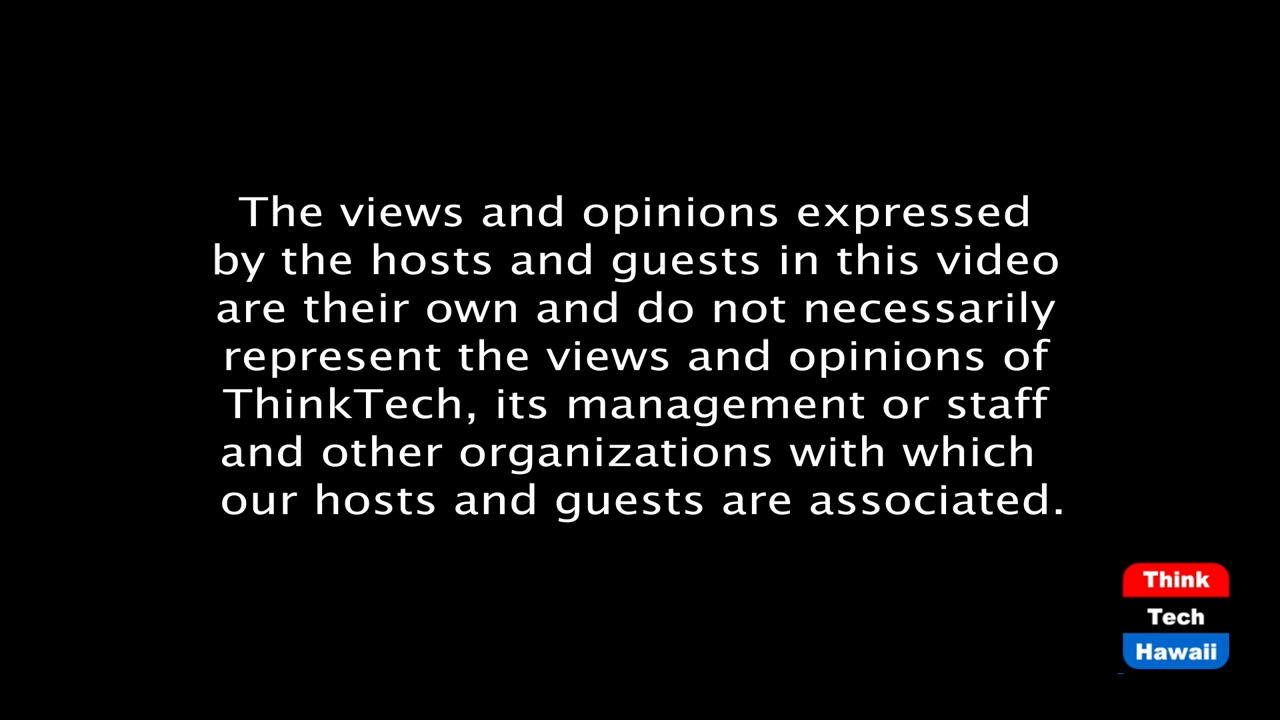 The views and opinions expressed
by the hosts and guests in this video
are their own and do not necessarily
represent the views and opinions of
ThinkTech, its management or staff
and other organizations with which
our hosts and guests are associated.
Think
Tech
Hawaii